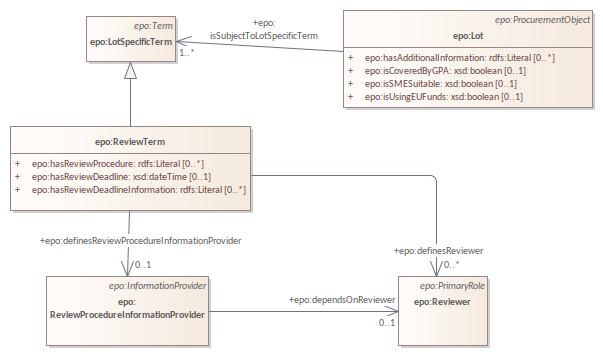 epo:Term
epo:LotSpecificTerm
+epo:
isSubjectToLotSpecificTerm
1..*
epo:ProcurementObject
epo:Lot
+ epo:hasAdditionalInformation: rdfs:Literal [0..*]
+ epo:isCoveredByGPA: xsd:boolean [0..1]
+ epo:isSMESuitable: xsd:boolean [0..1]
+ epo:isUsingEUFunds: xsd:boolean [0..1]
epo:ReviewTerm
+ epo:hasReviewProcedure: rdfs:Literal [0..*]
+ epo:hasReviewDeadline: xsd:dateTime [0..1]
+ epo:hasReviewDeadlineInformation: rdfs:Literal [0..*]
+epo:definesReviewProcedureInformationProvider
0..1
+epo:definesReviewer
0..*
epo:InformationProvider
epo:
ReviewProcedureInformationProvider
+epo:dependsOnReviewer
0..1
epo:PrimaryRole
epo:Reviewer